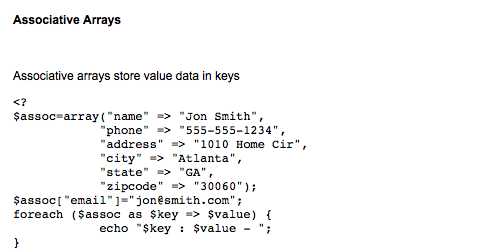 Associative Arrays
Associative arrays store value data in keys
<?
$assoc=array("name" => "Jon Smith",
"phone" => "555-555-1234",
"address" => "1010 Home Cir",
"city" => "Atlanta",
"state" => "GA",
"zipcode" => "30060");
$assoc["email"]="jon@smith.com";
foreach ($assoc as $key => $value) {
echo "$key : $value - ";
}